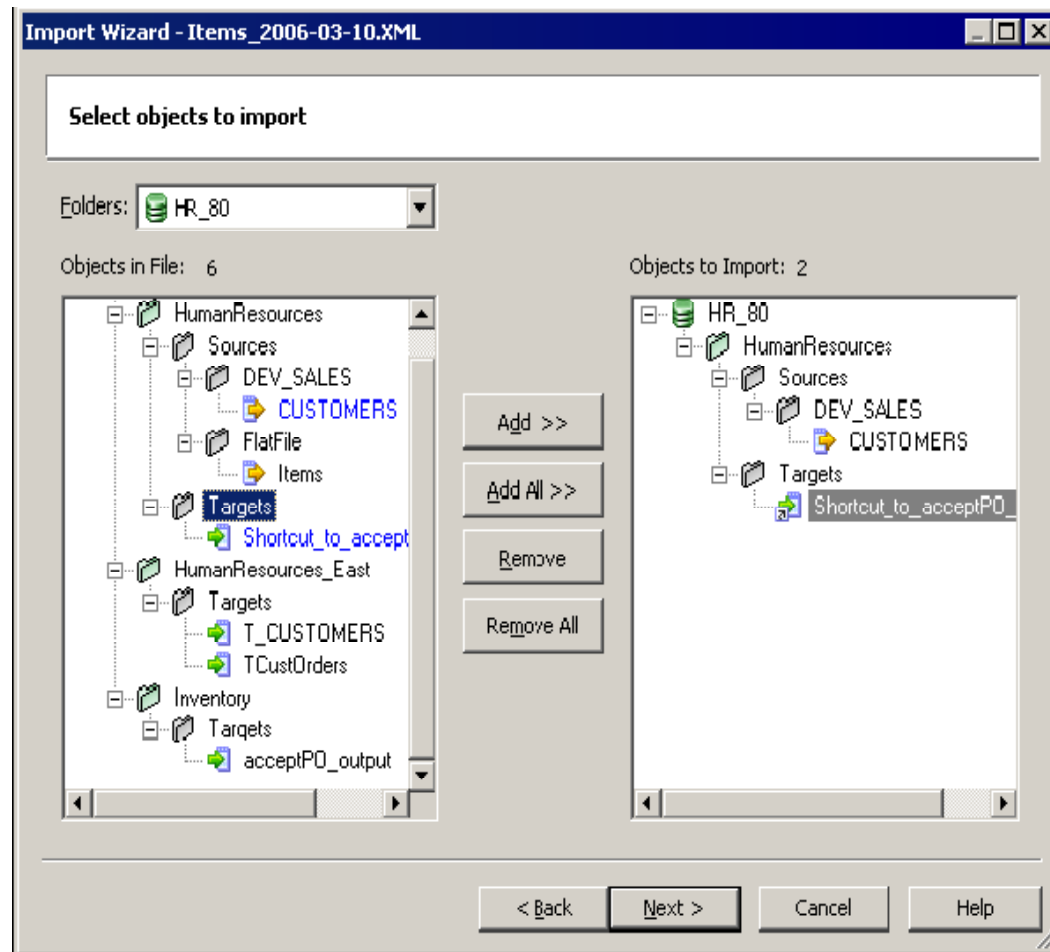 Import Wizard - Items_2006-03-10.XML
Select objects to import
Folders: HR_80
Objects in File: 6
Objects to Import: 2
HumanResources
Sources
DEV_SALES
CUSTOMERS
FlatFile
Items
Targets
Shortcut_to_accept
HumanResources_East
Targets
T_CUSTOMERS
TCustOrders
Inventory
Targets
acceptPO_output
Add >>
Add All >>
Remove
Remove All
HR_80
HumanResources
Sources
DEV_SALES
CUSTOMERS
Targets
Shortcut_to_acceptPO_
< Back
Next >
Cancel
Help